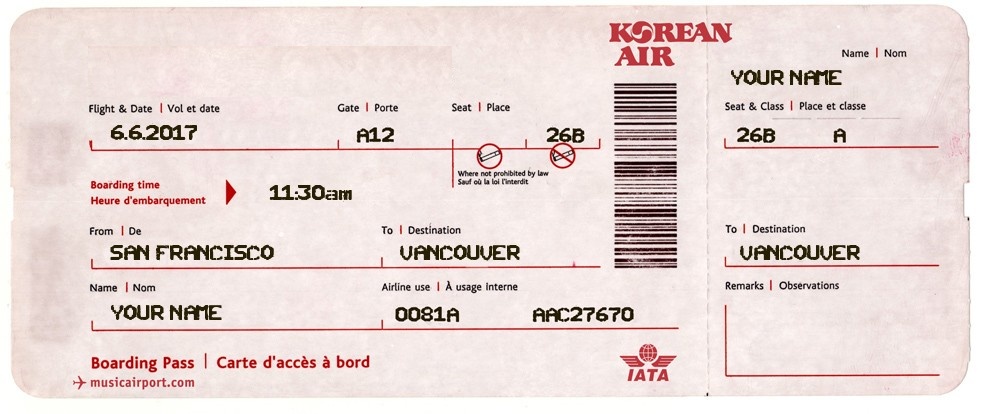 KOREAN
AIR
Flight & Date | Vol et date
Gate | Porte
Seat | Place
6.6.2017
A12
26B
Where not prohibited by law
Sauf où la loi l'interdit
Boarding time
Heure d'embarquement
11:30am
From | De
To | Destination
SAN FRANCISCO
VANCOUVER
Name | Nom
Airline use | À usage interne
YOUR NAME
0081A
AAC27670
Boarding Pass | Carte d'accès à bord
musicairport.com
IATA
Name | Nom
YOUR NAME
Seat & Class | Place et classe
26B
A
To | Destination
VANCOUVER
Remarks | Observations